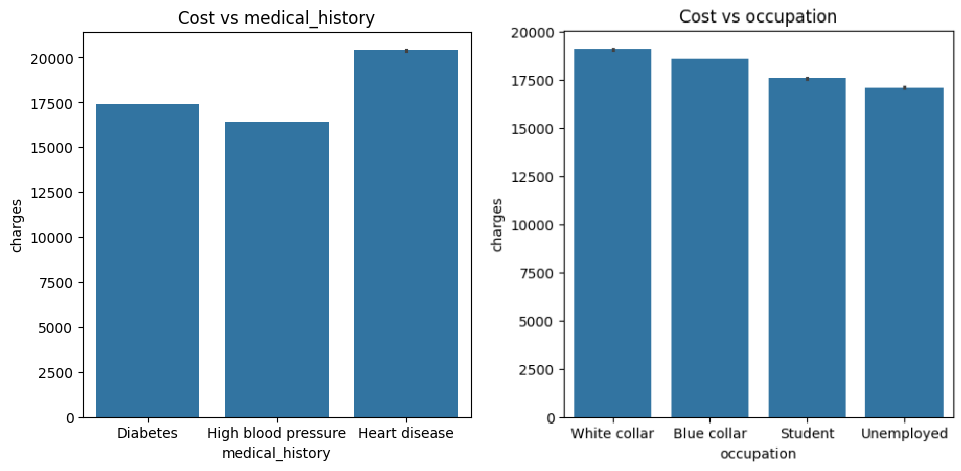 Cost vs medical_history
20000
17500
15000
12500
10000
7500
5000
2500
0
charges
Diabetes
High blood pressure
Heart disease
medical_history
Cost vs occupation
20000
17500
15000
12500
10000
7500
5000
2500
0
charges
White collar
Blue collar
Student
Unemployed
occupation